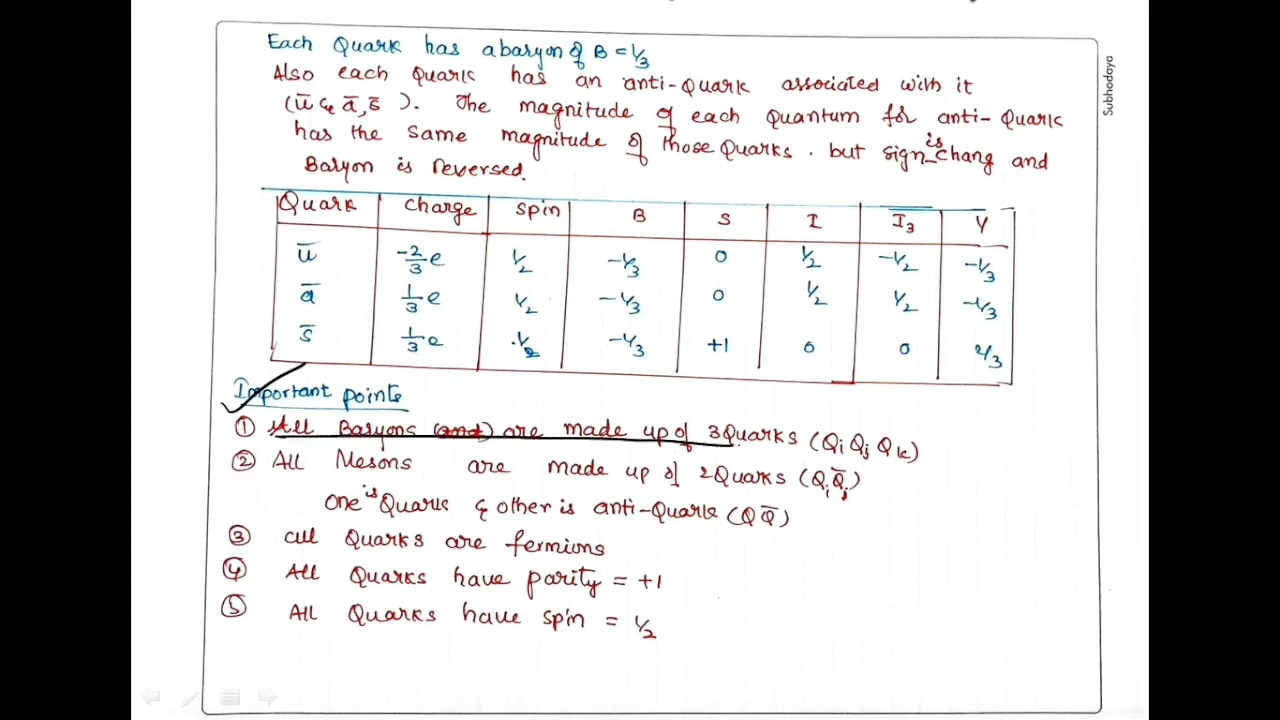 Each Quark has a baryon of B = 1/3
Also each Quark has an anti-Quark associated with it
(ū & d̄, s̄ ). The magnitude of each Quantum for anti-Quark
has the same magnitude of those Quarks. but sign is chang and
Baryon is reversed.
Quark charge spin B S I I₃ Y
ū -2/3 e 1/2 -1/3 0 1/2 -1/2 -1/3
d̄ 1/3 e 1/2 -1/3 0 1/2 1/2 -1/3
s̄ 1/3 e 1/2 -1/3 +1 0 0 2/3
Important points
① All Baryons (and) are made up of 3 Quarks (Qi Qj Qk)
② All Mesons are made up of 2 Quaks (Qi Q̄j)
One is Quark & other is anti-Quark (Q Q̄)
③ all Quarks are fermions
④ All Quarks have parity = +1
⑤ All Quarks have spin = 1/2
Subhodaya